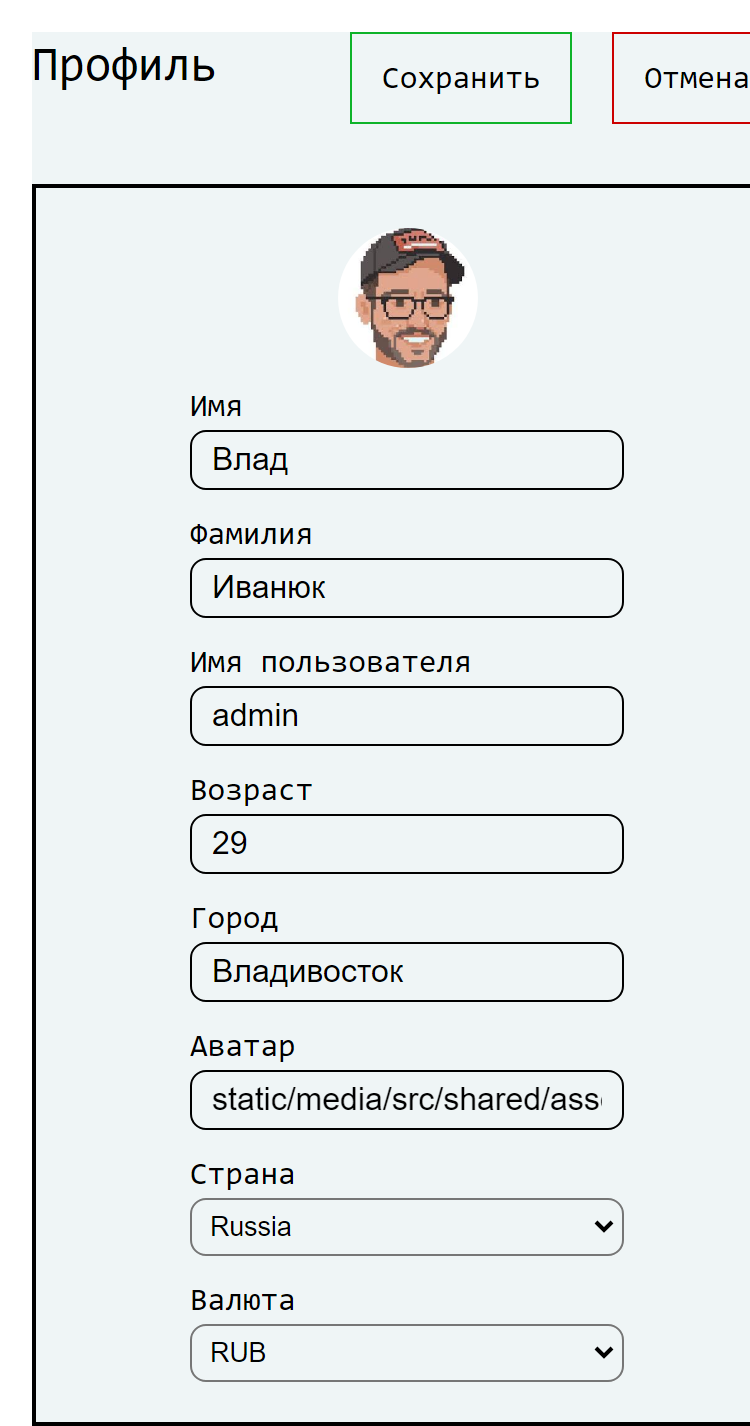 Профиль
Сохранить
Отмена
Имя
Влад
Фамилия
Иванюк
Имя пользователя
admin
Возраст
29
Город
Владивосток
Аватар
static/media/src/shared/ass
Страна
Russia
Валюта
RUB